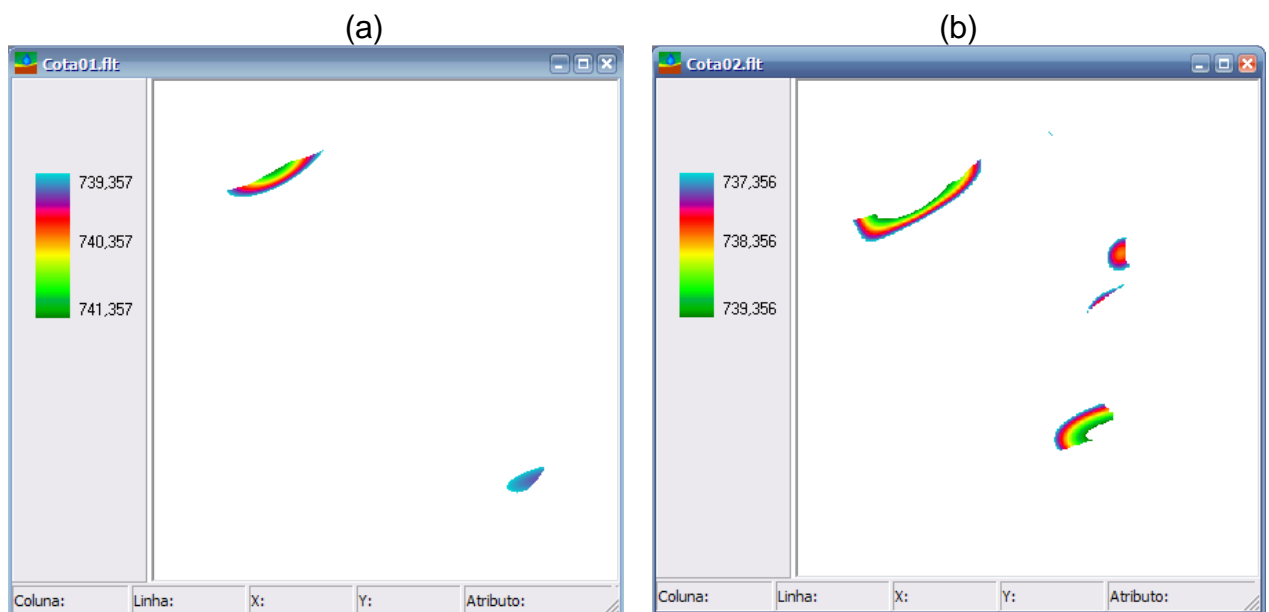 (a)
Cota01.flt
739,357
740,357
741,357
Coluna: Linha: X: Y: Atributo:
(b)
Cota02.flt
737,356
738,356
739,356
Coluna: Linha: X: Y: Atributo: